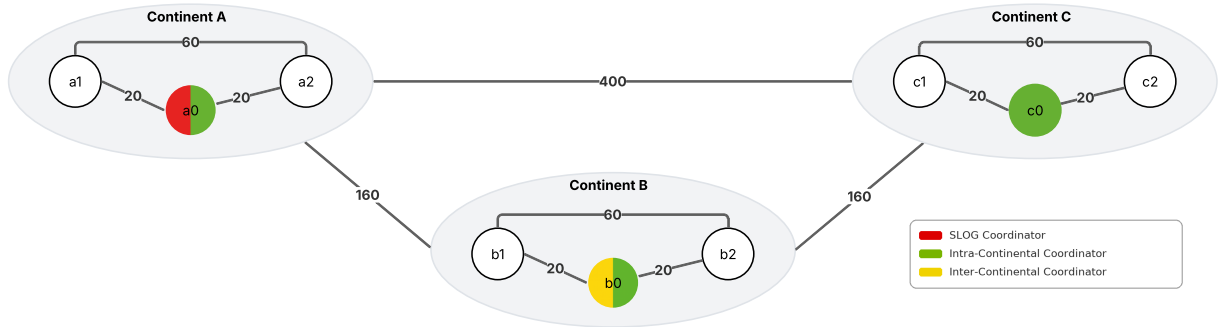 Continent A
60
a1
a2
20
20
a0
400
Continent C
60
c1
c2
20
20
c0
160
160
Continent B
60
b1
b2
20
20
b0
SLOG Coordinator
Intra-Continental Coordinator
Inter-Continental Coordinator